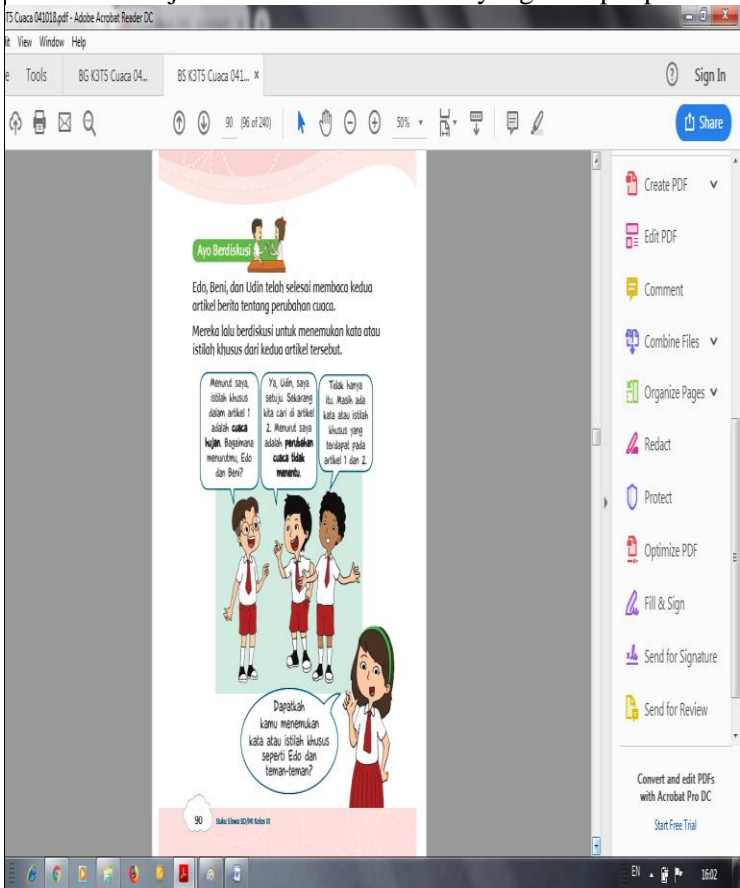 T5 Cuaca 041018.pdf - Adobe Acrobat Reader DC
it View Window Help
e Tools BG K3T5 Cuaca 04... BS K3T5 Cuaca 041... x ? Sign In
90 (96 of 240) 50% Share
Ayo Berdiskusi
Edo, Beni, dan Udin telah selesai membaca kedua
artikel berita tentang perubahan cuaca.
Mereka lalu berdiskusi untuk menemukan kata atau
istilah khusus dari kedua artikel tersebut.
Menurut saya,
istilah khusus
dalam artikel 1
adalah cuaca
hujan. Bagaimana
menurutmu, Edo
dan Beni?
Ya, Udin, saya
setuju. Sekarang
kita cari di artikel
2. Menurut saya
adalah perubahan
cuaca tidak
menentu.
Tidak hanya
itu. Masih ada
kata atau istilah
khusus yang
terdapat pada
artikel 1 dan 2.
Dapatkah
kamu menemukan
kata atau istilah khusus
seperti Edo dan
teman-teman?
90 Buku Siswa SD/MI Kelas III
Create PDF
Edit PDF
Comment
Combine Files
Organize Pages
Redact
Protect
Optimize PDF
Fill & Sign
Send for Signature
Send for Review
Convert and edit PDFs
with Acrobat Pro DC
Start Free Trial
EN 16:02